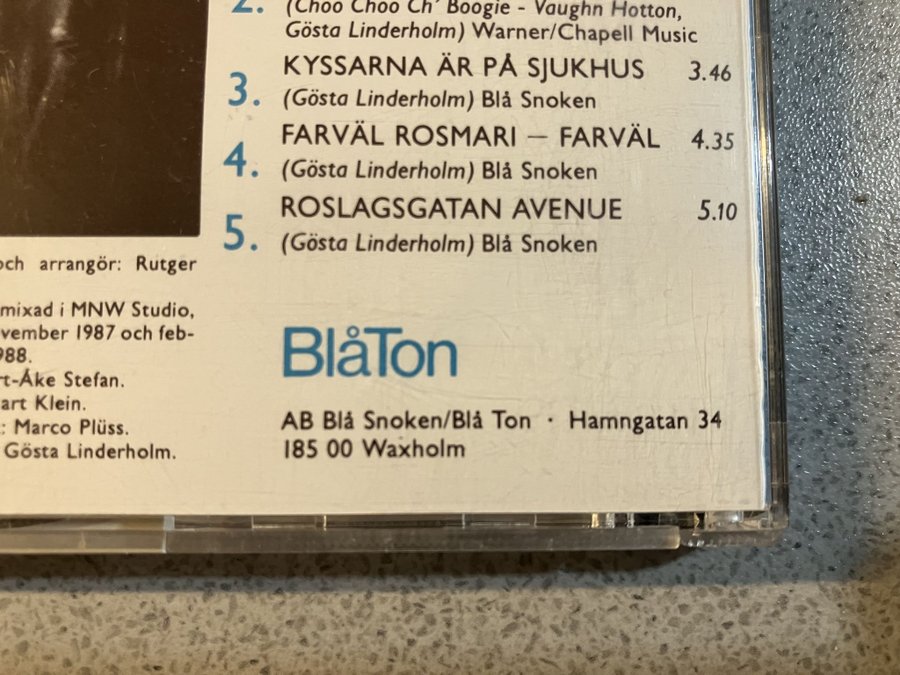 2. (Choo Choo Ch' Boogie - Vaughn Hotton,
Gösta Linderholm) Warner/Chapell Music
3. KYSSARNA ÄR PÅ SJUKHUS 3.46
(Gösta Linderholm) Blå Snoken
4. FARVÄL ROSMARI — FARVÄL 4.35
(Gösta Linderholm) Blå Snoken
5. ROSLAGSGATAN AVENUE 5.10
(Gösta Linderholm) Blå Snoken
och arrangör: Rutger
mixad i MNW Studio,
vember 1987 och feb-
988.
rt-Åke Stefan.
art Klein.
: Marco Plüss.
Gösta Linderholm.
BlåTon
AB Blå Snoken/Blå Ton · Hamngatan 34
185 00 Waxholm